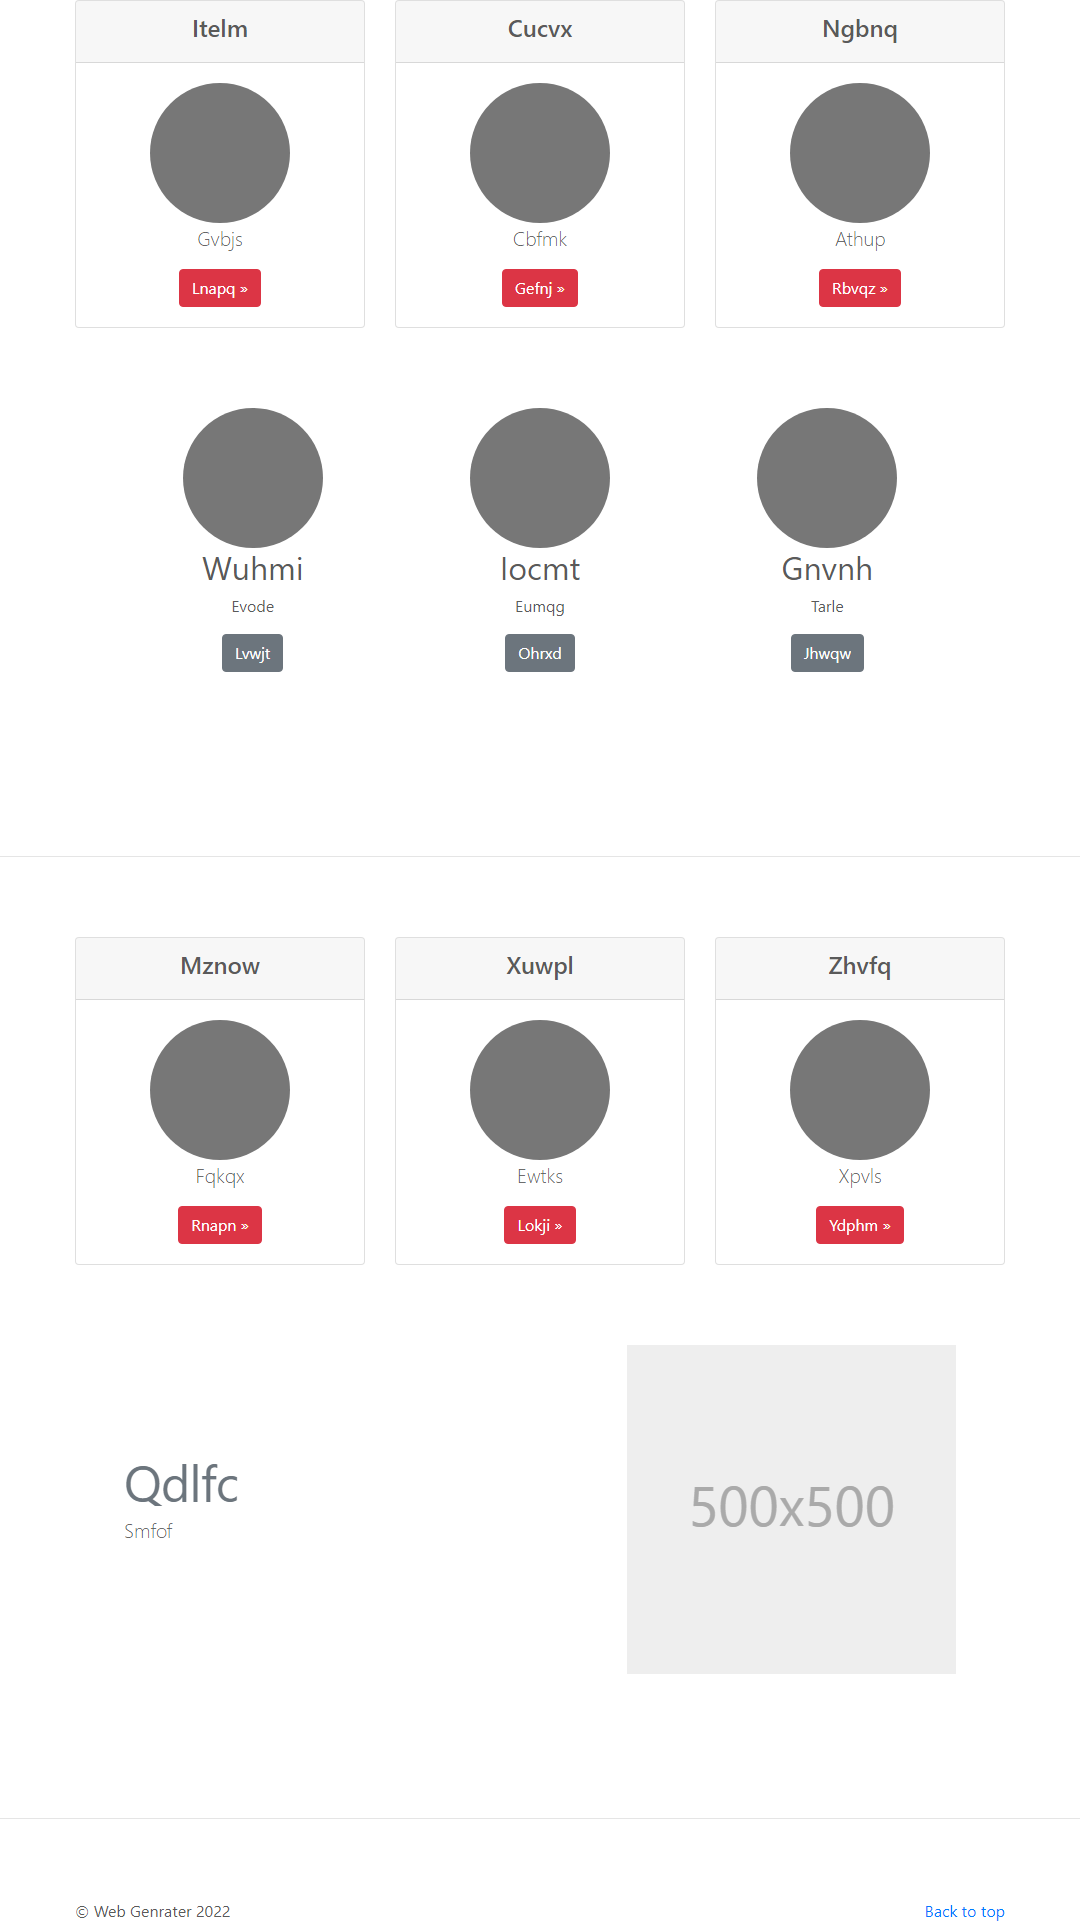 Itelm
Cucvx
Ngbnq
Gvbjs
Cbfmk
Athup
Lnapq »
Gefnj »
Rbvqz »
Wuhmi
Iocmt
Gnvnh
Evode
Eumqg
Tarle
Lvwjt
Ohrxd
Jhwqw
Mznow
Xuwpl
Zhvfq
Fqkqx
Ewtks
Xpvls
Rnapn »
Lokji »
Ydphm »
Qdlfc
Smfof
500x500
© Web Genrater 2022
Back to top